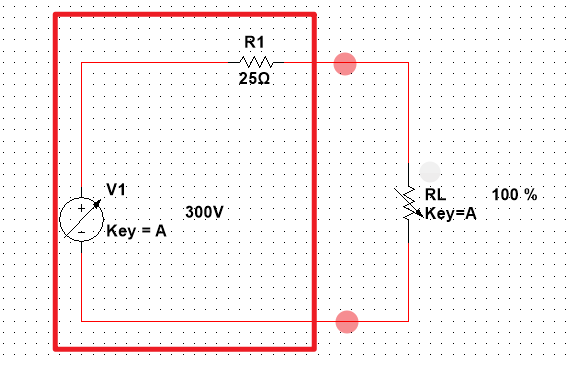 R1
25Ω
V1
Key = A
300V
RL
Key=A
100 %